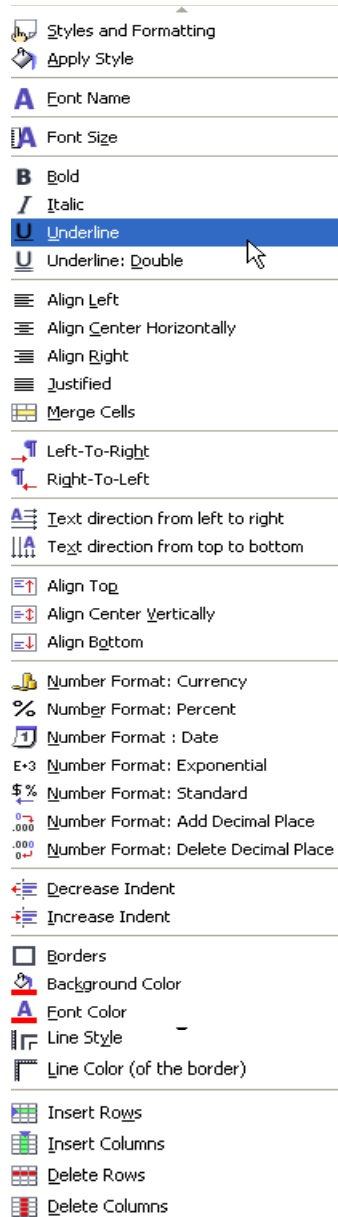 Styles and Formatting
Apply Style
Font Name
Font Size
Bold
Italic
Underline
Underline: Double
Align Left
Align Center Horizontally
Align Right
Justified
Merge Cells
Left-To-Right
Right-To-Left
Text direction from left to right
Text direction from top to bottom
Align Top
Align Center Vertically
Align Bottom
Number Format: Currency
Number Format: Percent
Number Format : Date
Number Format: Exponential
Number Format: Standard
Number Format: Add Decimal Place
Number Format: Delete Decimal Place
Decrease Indent
Increase Indent
Borders
Background Color
Font Color
Line Style
Line Color (of the border)
Insert Rows
Insert Columns
Delete Rows
Delete Columns